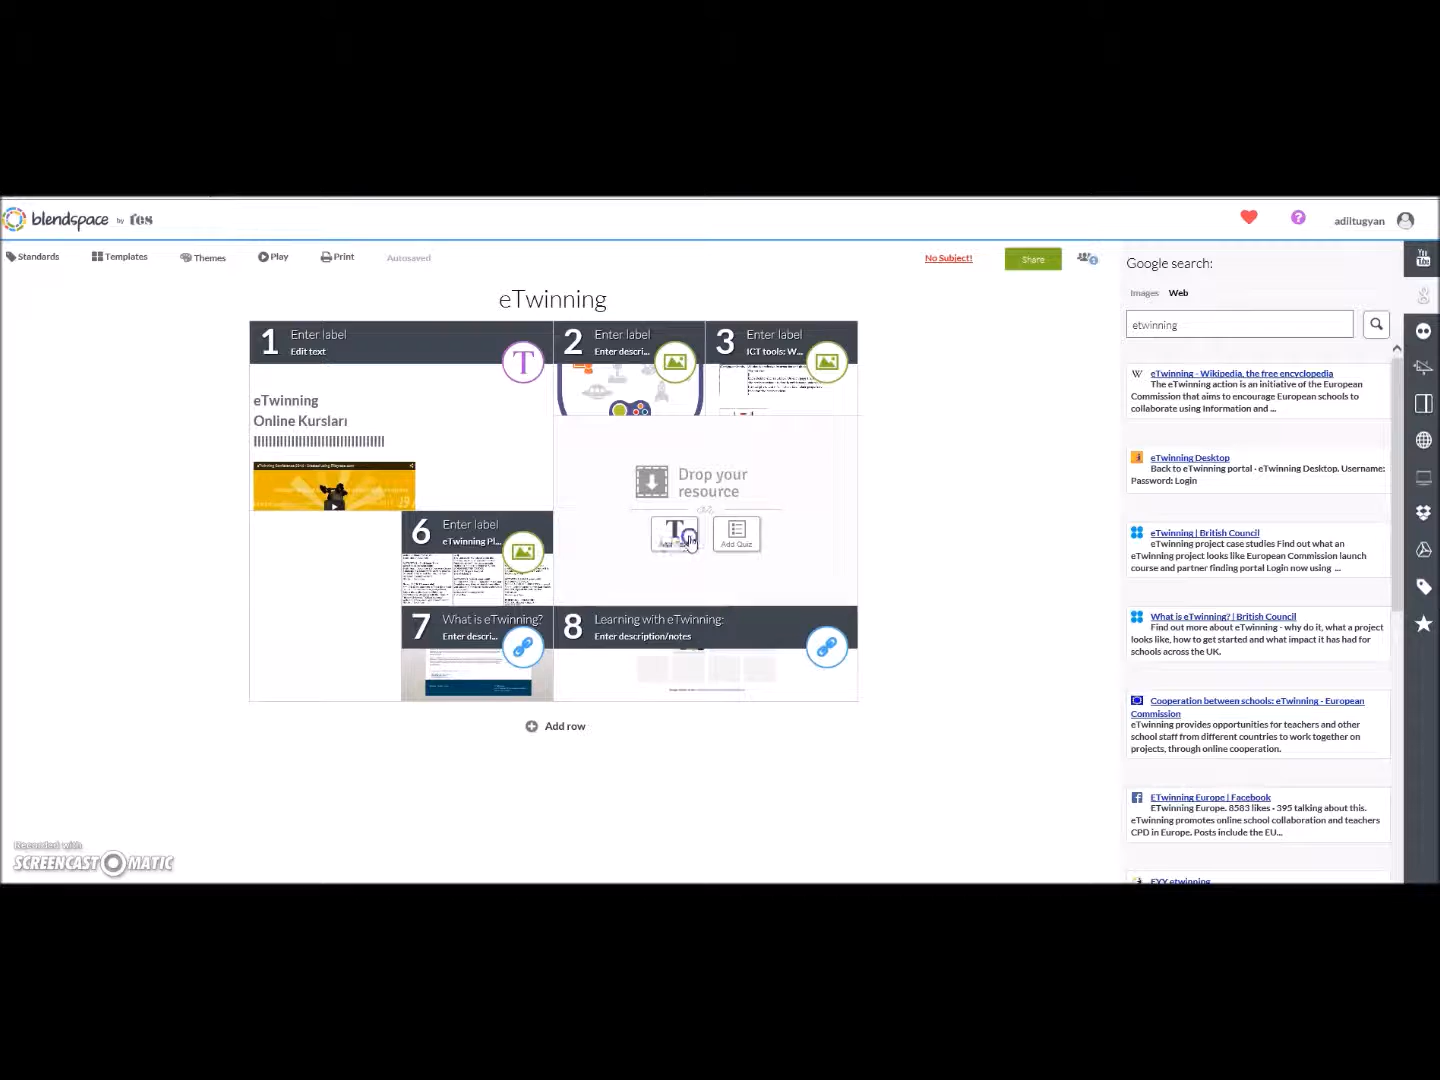 blendspace by tes
adiltugyan
Standards
Templates
Themes
Play
Print
Autosaved
No Subject!
Share
eTwinning
1
Enter label
Edit text
T
eTwinning
Online Kursları
2
Enter label
Enter descri...
3
Enter label
ICT tools: W...
Drop your
resource
Add Quiz
6
Enter label
eTwinning Pl...
7
What is eTwinning?
Enter descri...
8
Learning with eTwinning:
Enter description/notes
Add row
Google search:
Images Web
etwinning
eTwinning - Wikipedia, the free encyclopedia
The eTwinning action is an initiative of the European
Commission that aims to encourage European schools to
collaborate using Information and ...
eTwinning Desktop
Back to eTwinning portal · eTwinning Desktop. Username:
Password: Login
eTwinning | British Council
eTwinning project case studies Find out what an
eTwinning project looks like European Commission launch
course and partner finding portal Login now using ...
What is eTwinning? | British Council
Find out more about eTwinning - why do it, what a project
looks like, how to get started and what impact it has had for
schools across the UK.
Cooperation between schools: eTwinning - European
Commission
eTwinning provides opportunities for teachers and other
school staff from different countries to work together on
projects, through online cooperation.
ETwinning Europe | Facebook
ETwinning Europe. 8583 likes · 395 talking about this.
eTwinning promotes online school collaboration and teachers
CPD in Europe. Posts include the EU...
etwinning
You Tube
Recorded with
SCREENCAST-O-MATIC